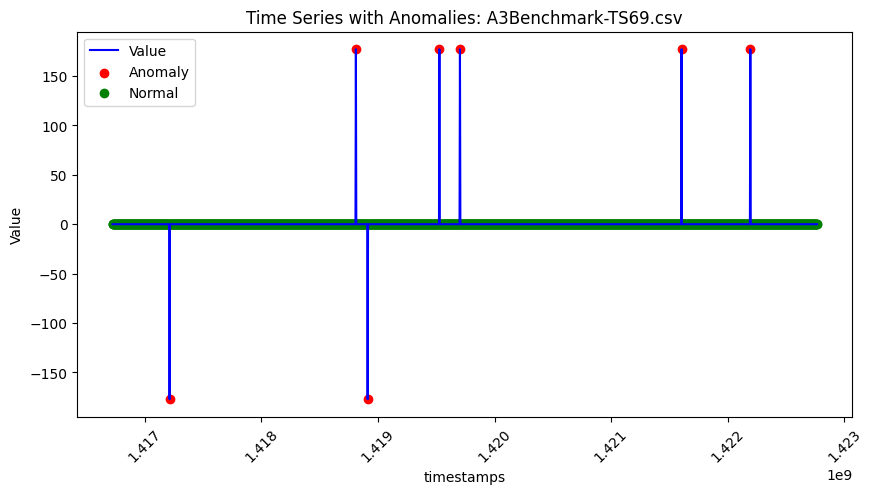 Time Series with Anomalies: A3Benchmark-TS69.csv
Value
Anomaly
Normal
150
100
50
0
−50
−100
−150
Value
1.417
1.418
1.419
1.420
1.421
1.422
1.423
1e9
timestamps